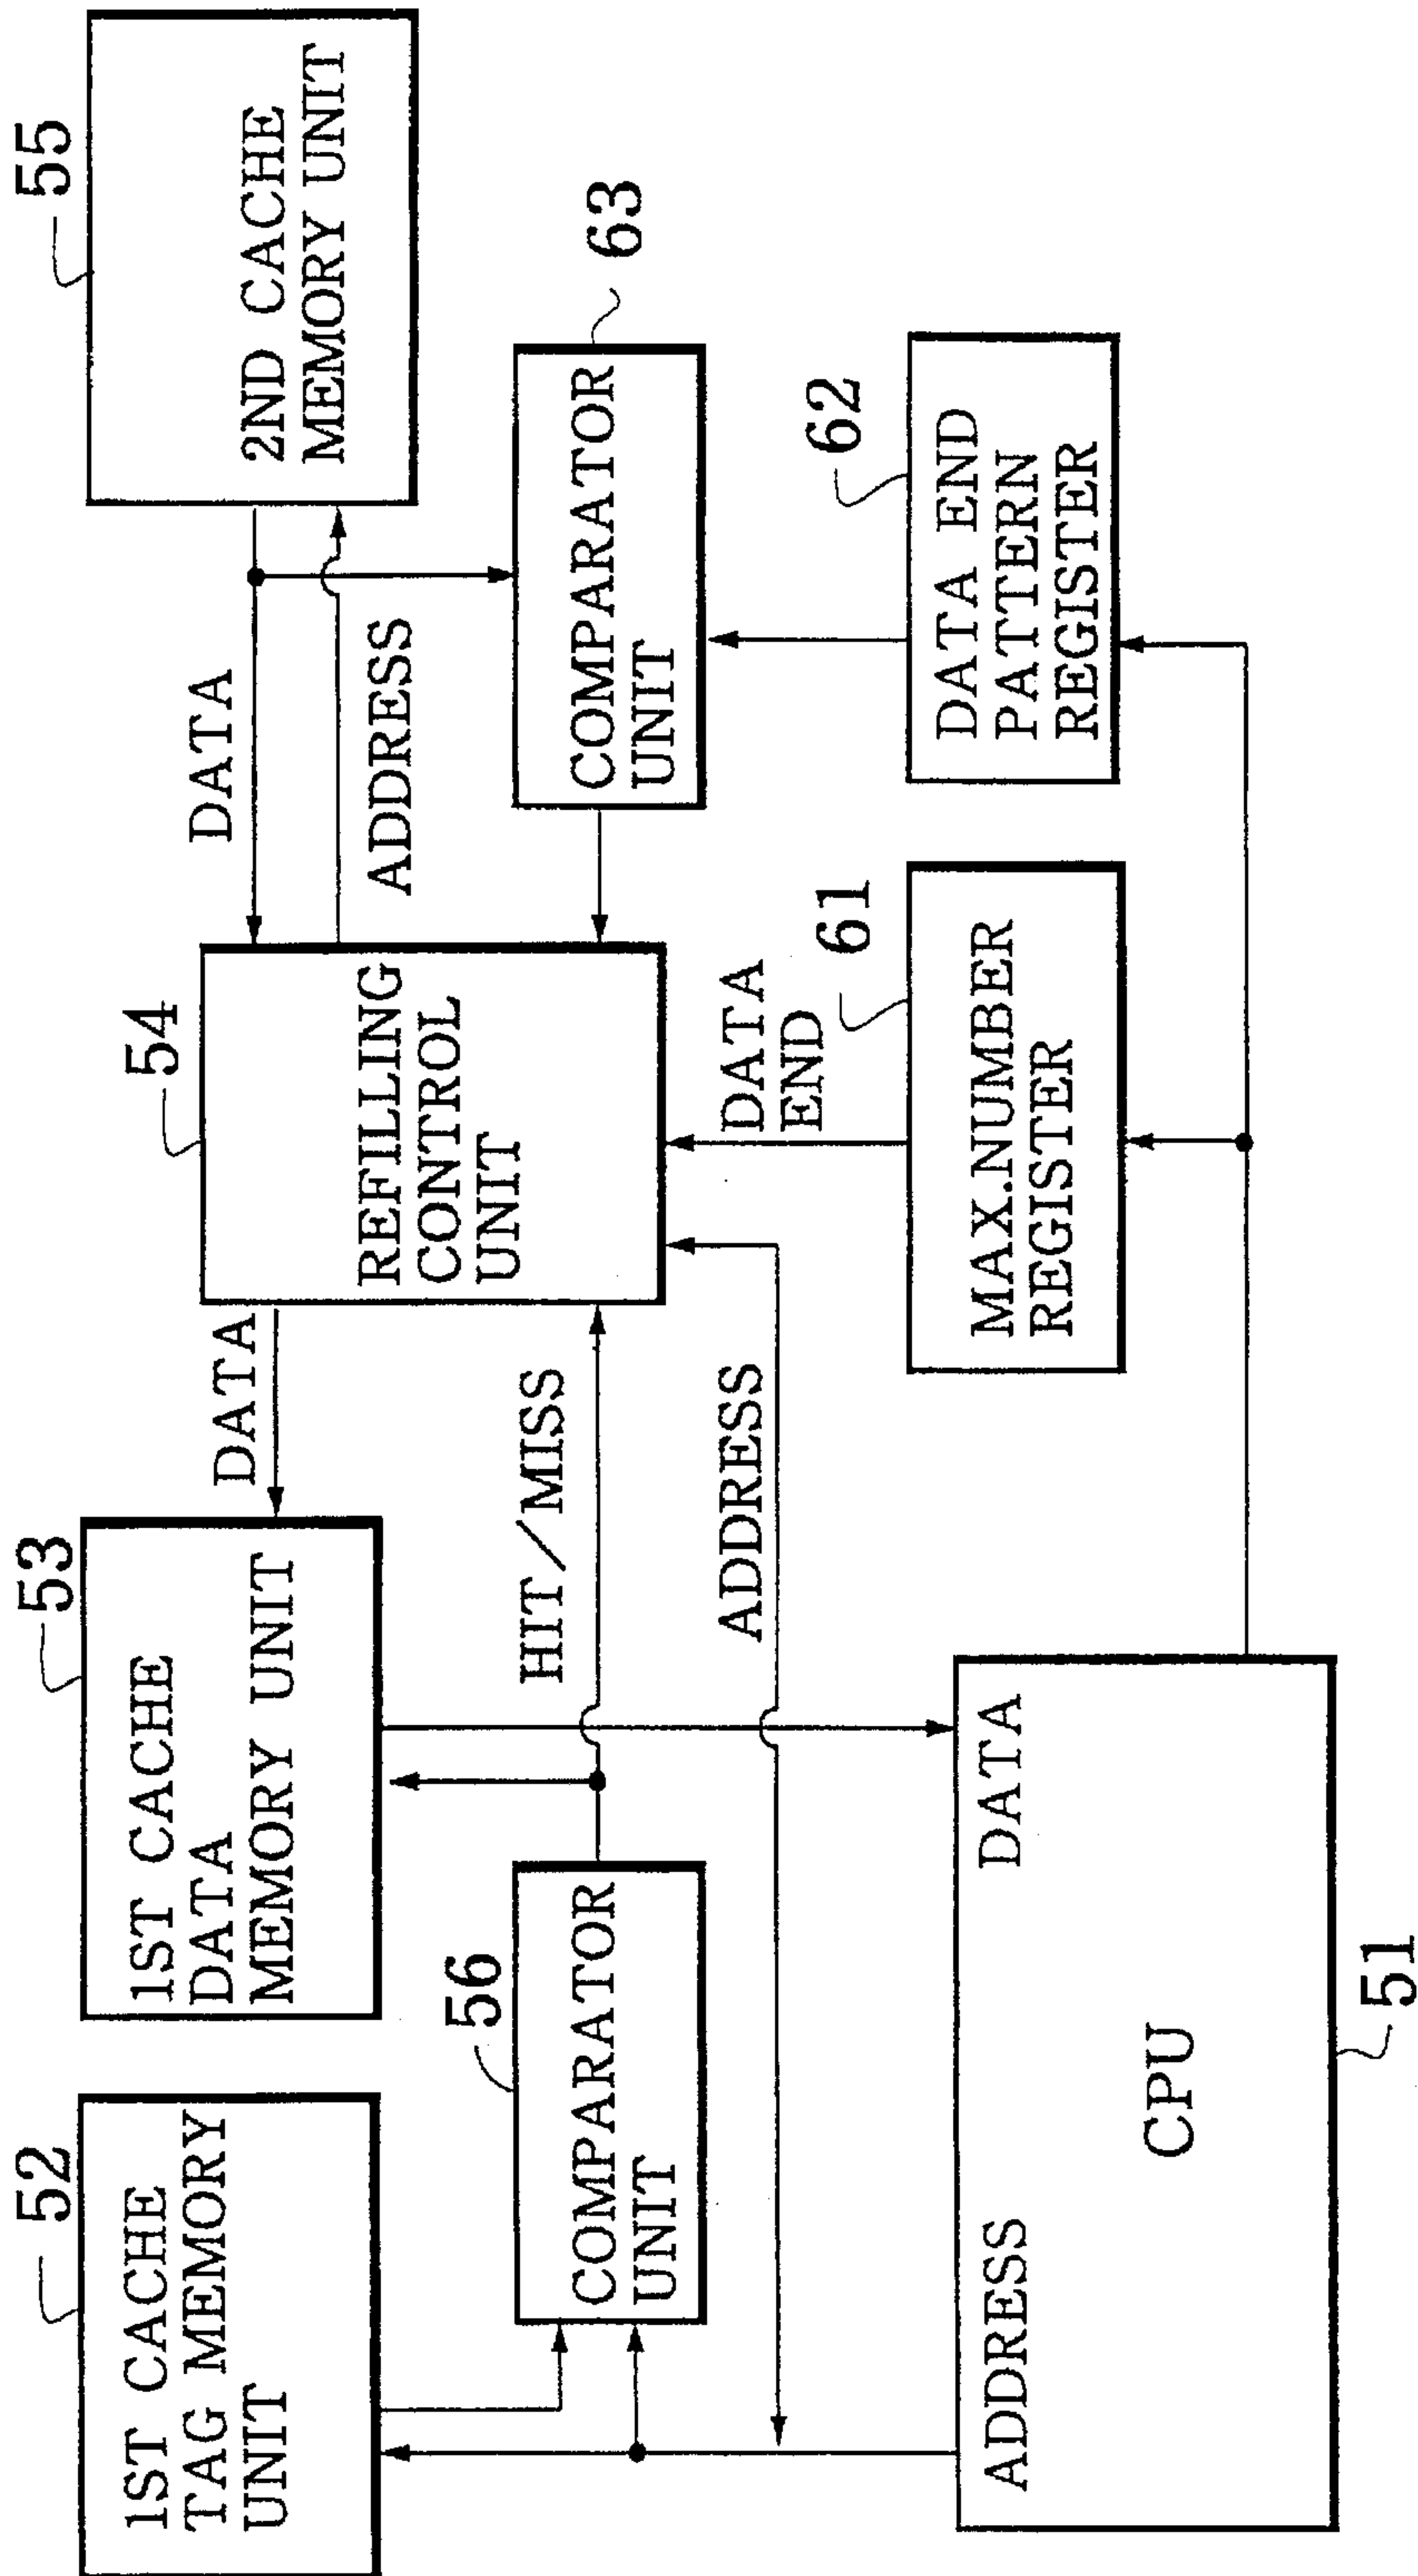 52
1ST CACHE
TAG MEMORY
UNIT
53
1ST CACHE
DATA
MEMORY UNIT
DATA
54
REFILLING
CONTROL
UNIT
DATA
ADDRESS
55
2ND CACHE
MEMORY UNIT
56
COMPARATOR
UNIT
HIT/MISS
ADDRESS
DATA
END
COMPARATOR
UNIT
63
61
MAX.NUMBER
REGISTER
62
DATA END
PATTERN
REGISTER
ADDRESS
DATA
CPU
51